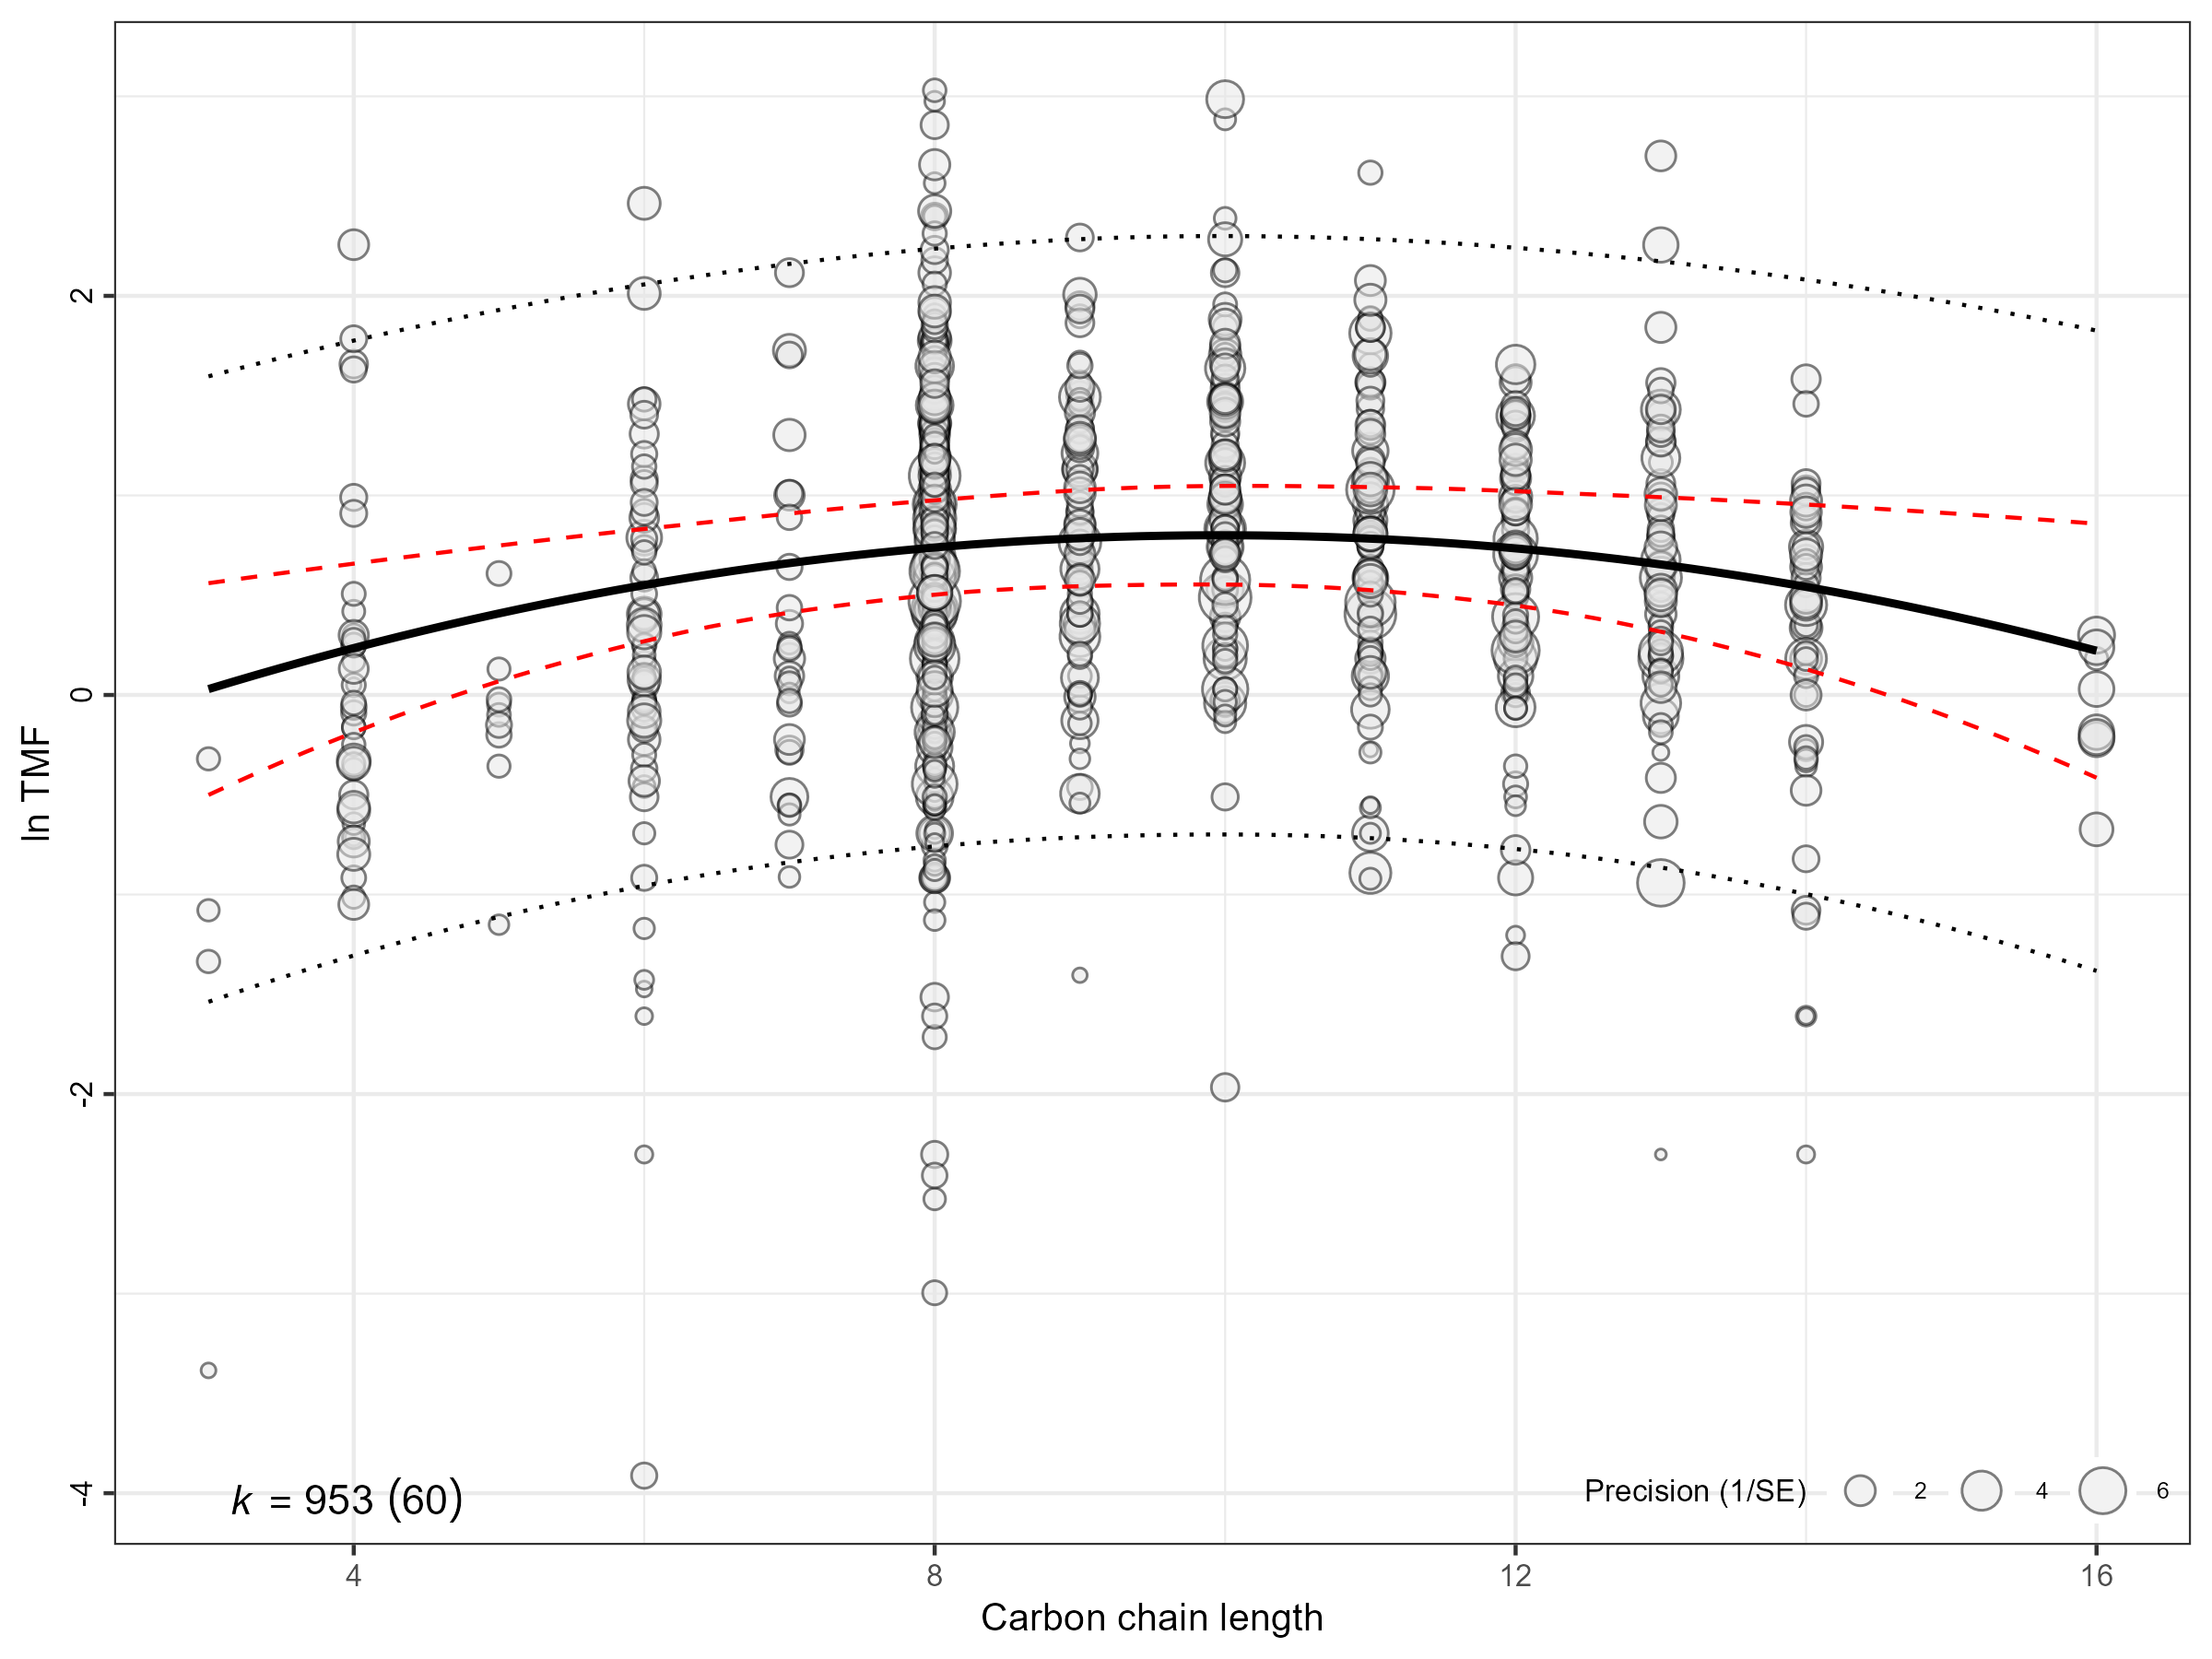 2
0
-2
-4
ln TMF
k = 953 (60)
Precision (1/SE) 2 4 6
4 8 12 16
Carbon chain length